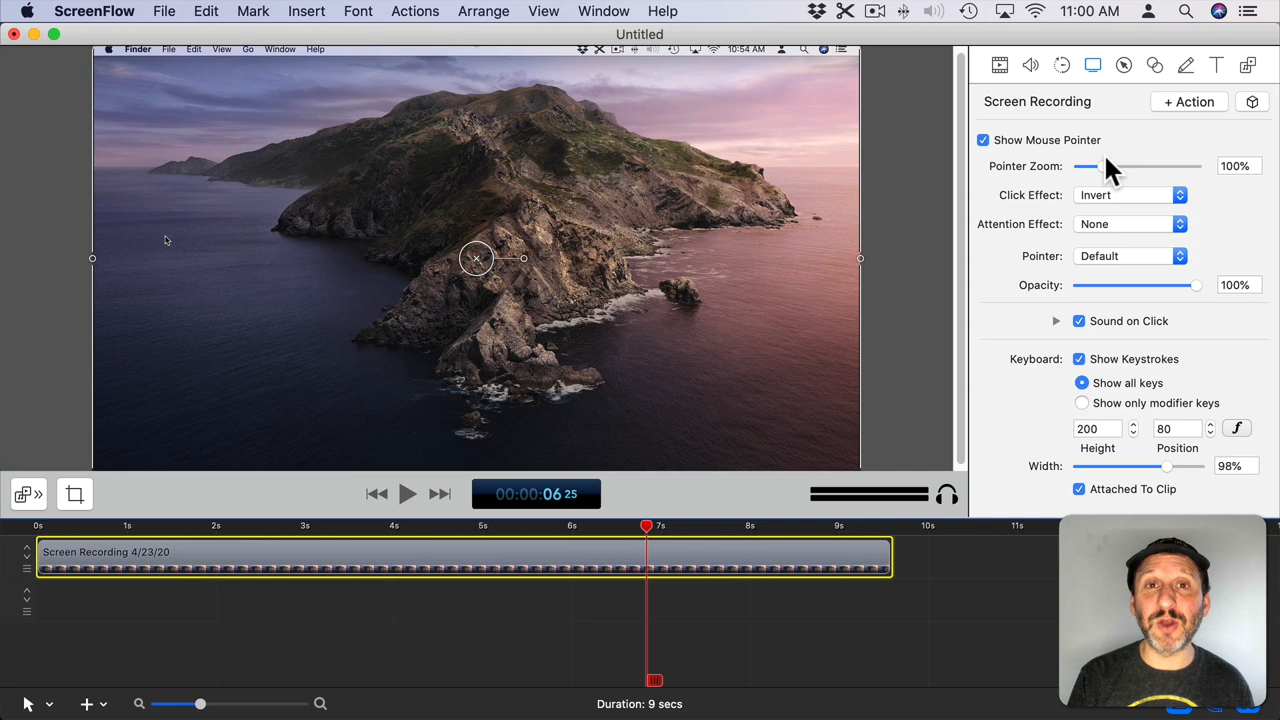 ScreenFlow File Edit Mark Insert Font Actions Arrange View Window Help 11:00 AM
Untitled
Finder File Edit View Go Window Help 10:54 AM
Screen Recording + Action
Show Mouse Pointer
Pointer Zoom: 100%
Click Effect: Invert
Attention Effect: None
Pointer: Default
Opacity: 100%
Sound on Click
Keyboard: Show Keystrokes
Show all keys
Show only modifier keys
200 80 f
Height Position
Width: 98%
Attached To Clip
00:00:06 25
0s 1s 2s 3s 4s 5s 6s 7s 8s 9s 10s 11s
Screen Recording 4/23/20
Duration: 9 secs